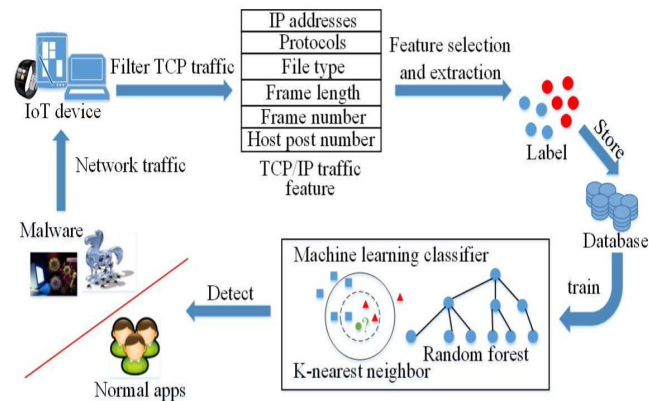 IoT device
Filter TCP traffic
IP addresses
Protocols
File type
Frame length
Frame number
Host post number
TCP/IP traffic
feature
Feature selection
and extraction
Label
Store
Database
train
Machine learning classifier
?
K-nearest neighbor
Random forest
Detect
Normal apps
Malware
Network traffic